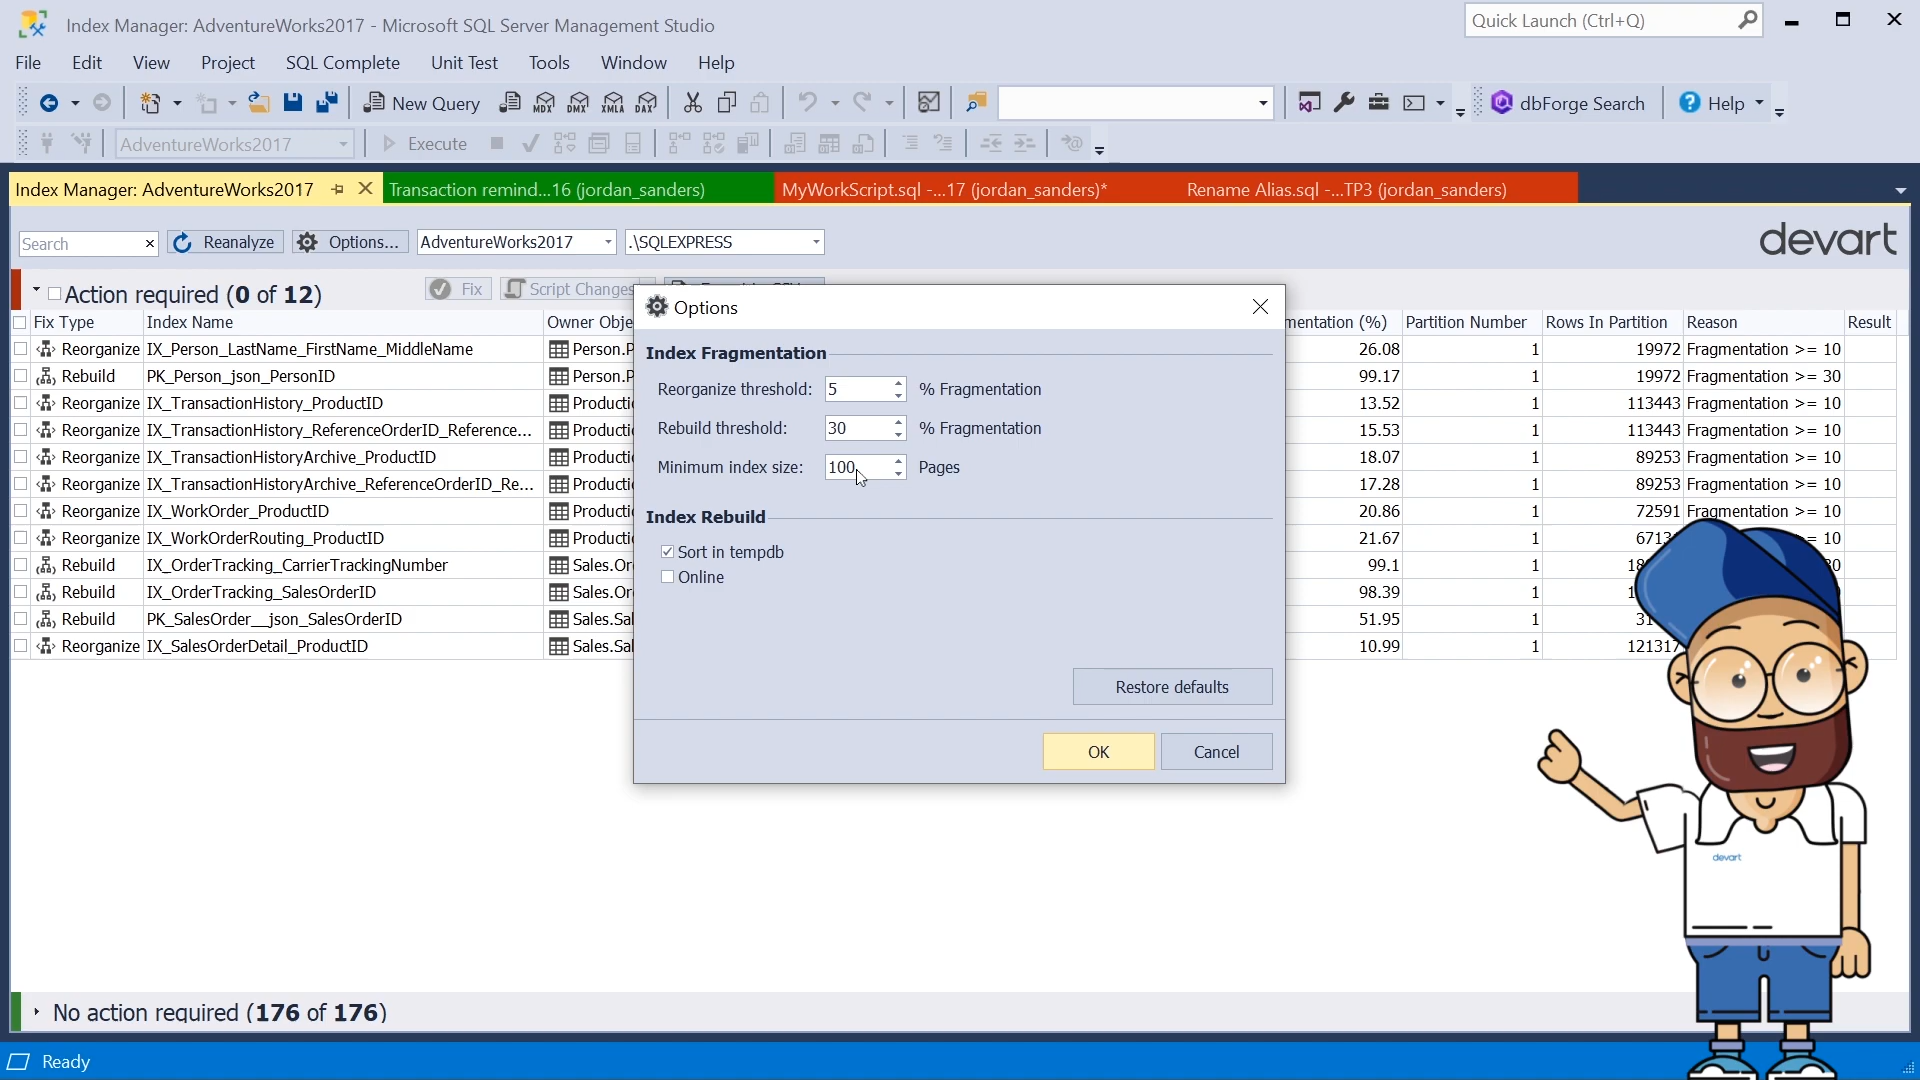 Index Manager: AdventureWorks2017 - Microsoft SQL Server Management Studio
Quick Launch (Ctrl+Q)
File Edit View Project SQL Complete Unit Test Tools Window Help
New Query MDX DMX XMLA DAX dbForge Search Help
AdventureWorks2017 Execute
Index Manager: AdventureWorks2017 Transaction remind...16 (jordan_sanders) MyWorkScript.sql -...17 (jordan_sanders)* Rename Alias.sql -...TP3 (jordan_sanders)
Search Reanalyze Options... AdventureWorks2017 .\SQLEXPRESS
devart
Action required (0 of 12) Fix Script Changes
Fix Type Index Name Owner Obje mentation (%) Partition Number Rows In Partition Reason Result
Reorganize IX_Person_LastName_FirstName_MiddleName Person.P 26.08 1 19972 Fragmentation >= 10
Rebuild PK_Person_json_PersonID Person.P 99.17 1 19972 Fragmentation >= 30
Reorganize IX_TransactionHistory_ProductID Producti 13.52 1 113443 Fragmentation >= 10
Reorganize IX_TransactionHistory_ReferenceOrderID_Reference... Producti 15.53 1 113443 Fragmentation >= 10
Reorganize IX_TransactionHistoryArchive_ProductID Producti 18.07 1 89253 Fragmentation >= 10
Reorganize IX_TransactionHistoryArchive_ReferenceOrderID_Re... Producti 17.28 1 89253 Fragmentation >= 10
Reorganize IX_WorkOrder_ProductID Producti 20.86 1 72591 Fragmentation >= 10
Reorganize IX_WorkOrderRouting_ProductID Producti 21.67 1 6713 = 10
Rebuild IX_OrderTracking_CarrierTrackingNumber Sales.Or 99.1 1 18
Rebuild IX_OrderTracking_SalesOrderID Sales.Or 98.39 1 1
Rebuild PK_SalesOrder__json_SalesOrderID Sales.Sal 51.95 1 31
Reorganize IX_SalesOrderDetail_ProductID Sales.Sal 10.99 1 121317
Options
Index Fragmentation
Reorganize threshold: 5 % Fragmentation
Rebuild threshold: 30 % Fragmentation
Minimum index size: 100 Pages
Index Rebuild
Sort in tempdb
Online
Restore defaults
OK Cancel
devart
No action required (176 of 176)
Ready